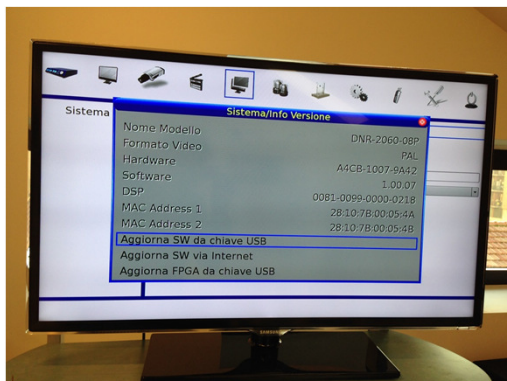 Sistema
Sistema/Info Versione
Nome Modello DNR-2060-08P
Formato Video PAL
Hardware A4CB-1007-9A42
Software 1.00.07
DSP 0081-0099-0000-0218
MAC Address 1 28:10:7B:00:05:4A
MAC Address 2 28:10:7B:00:05:4B
Aggiorna SW da chiave USB
Aggiorna SW via Internet
Aggiorna FPGA da chiave USB
SAMSUNG